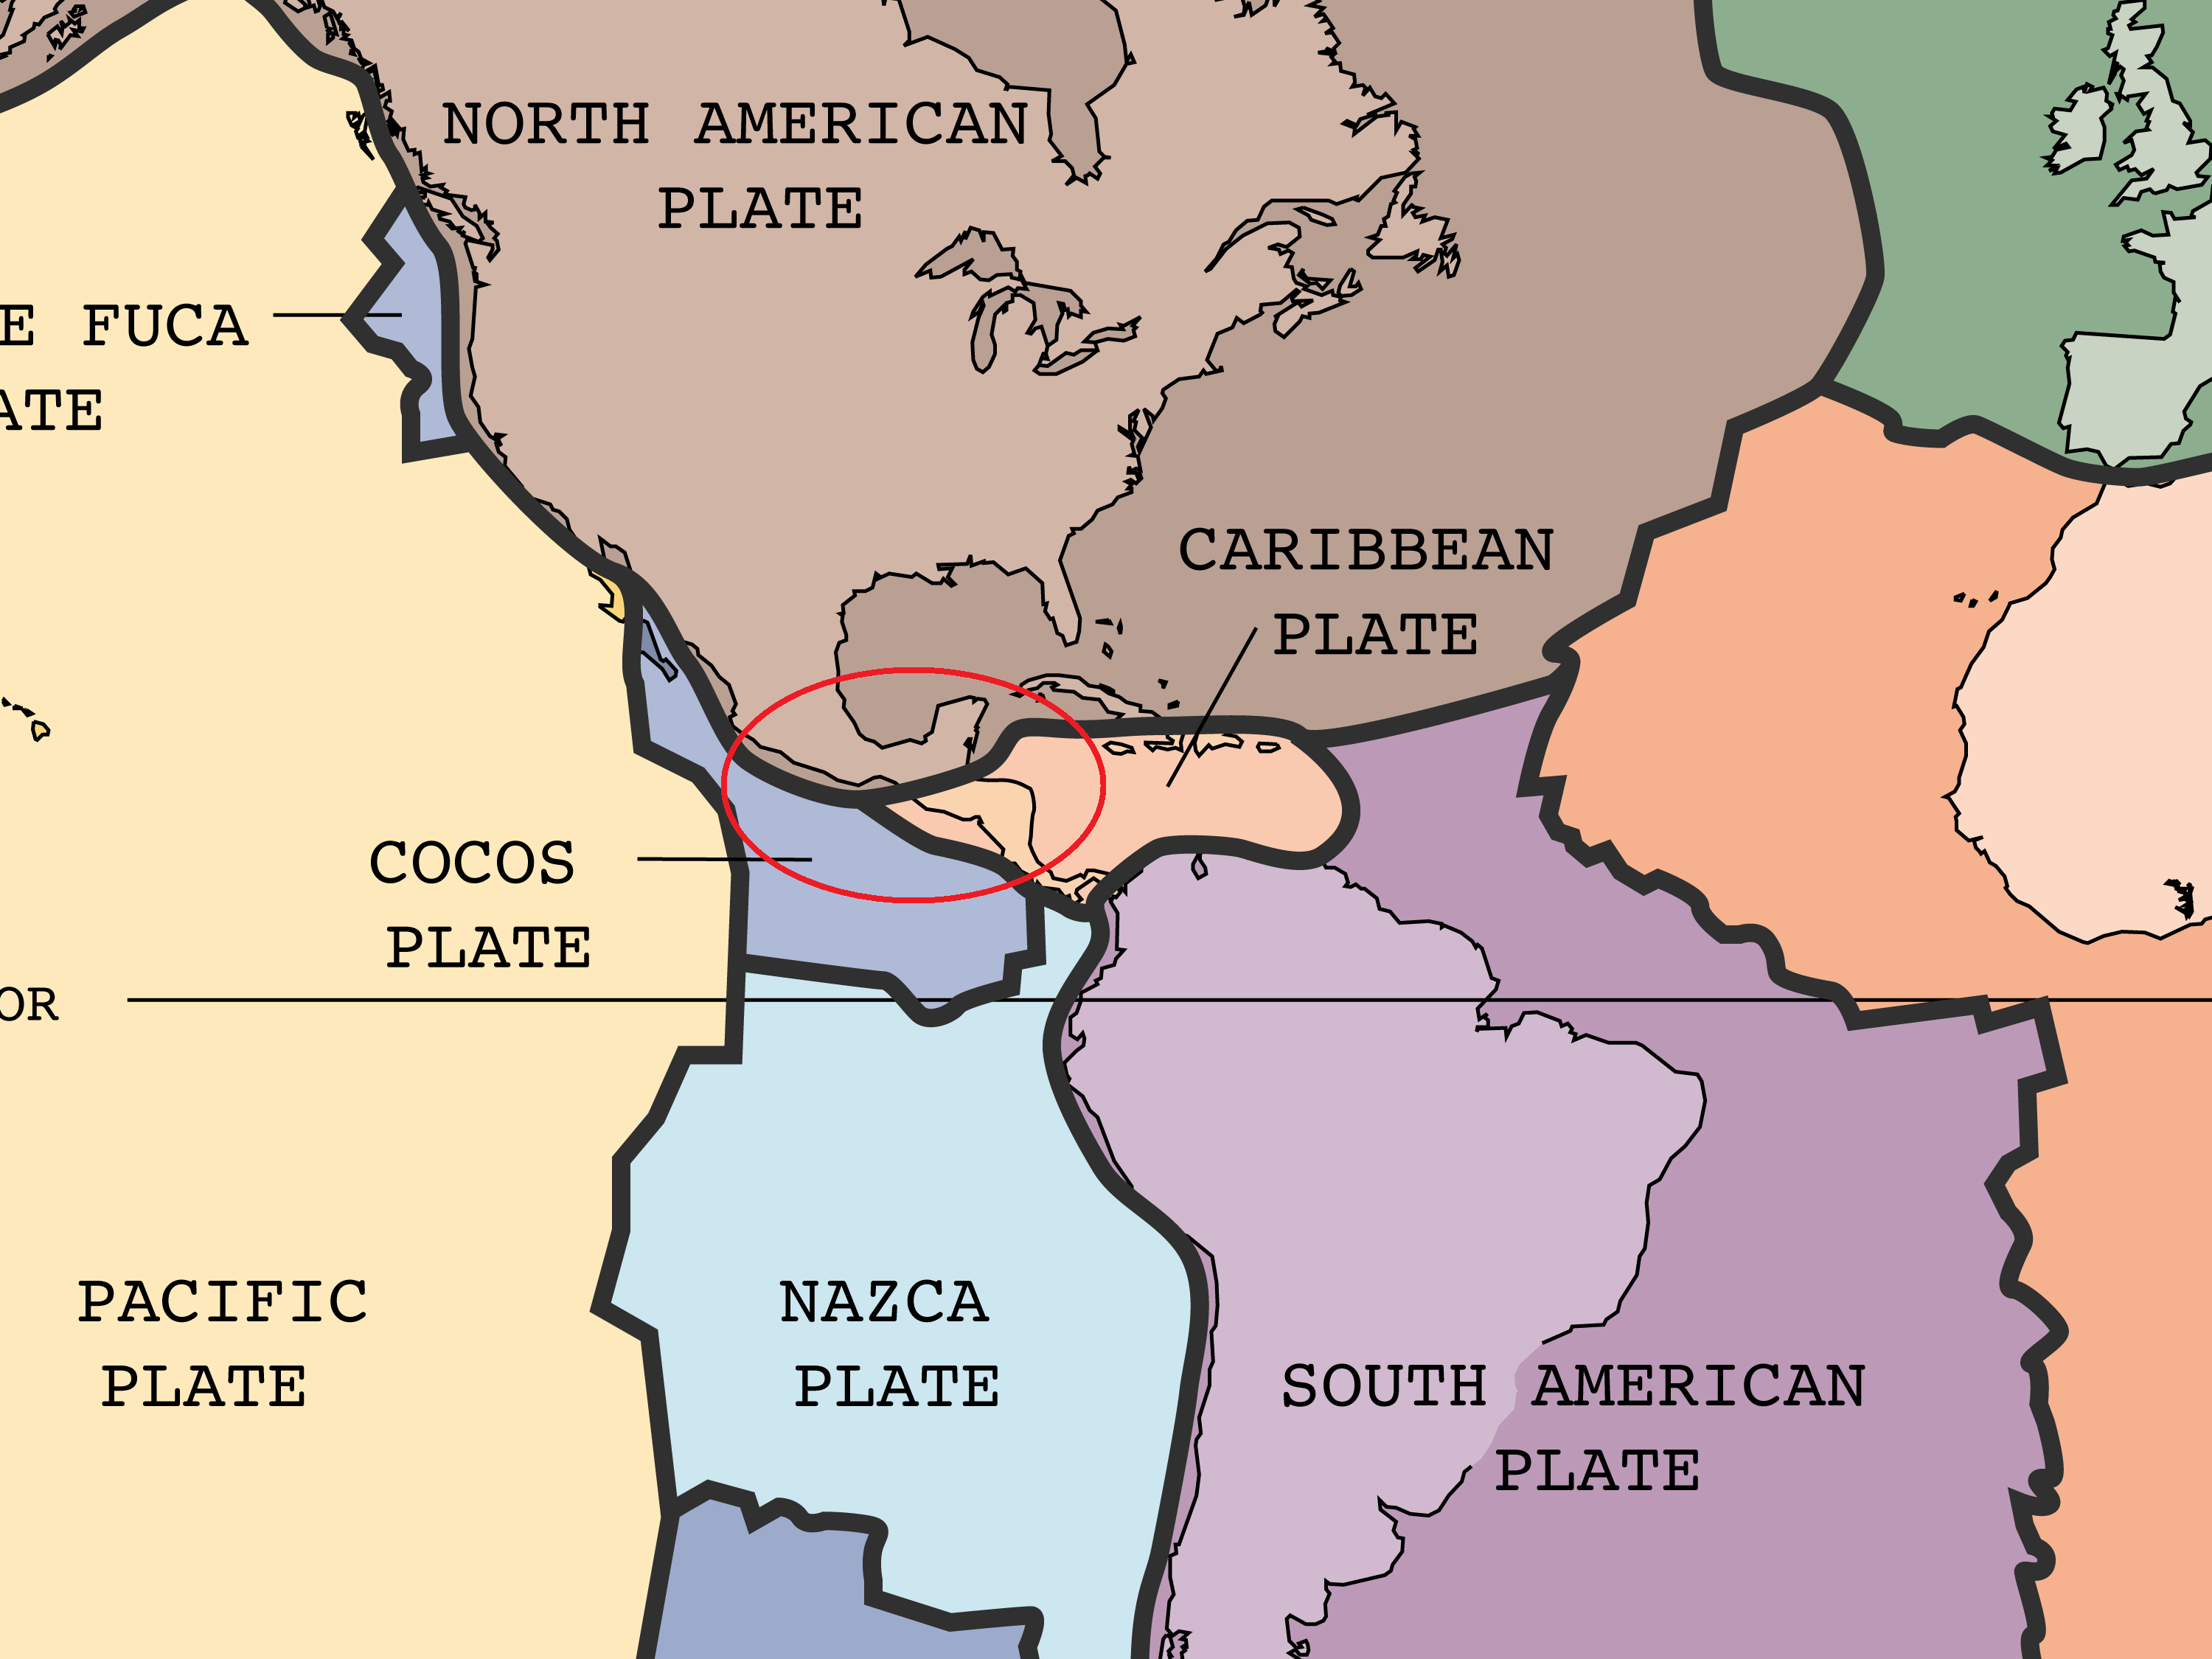 NORTH AMERICAN
PLATE
E FUCA
ATE
CARIBBEAN
PLATE
COCOS
PLATE
OR
PACIFIC
PLATE
NAZCA
PLATE
SOUTH AMERICAN
PLATE